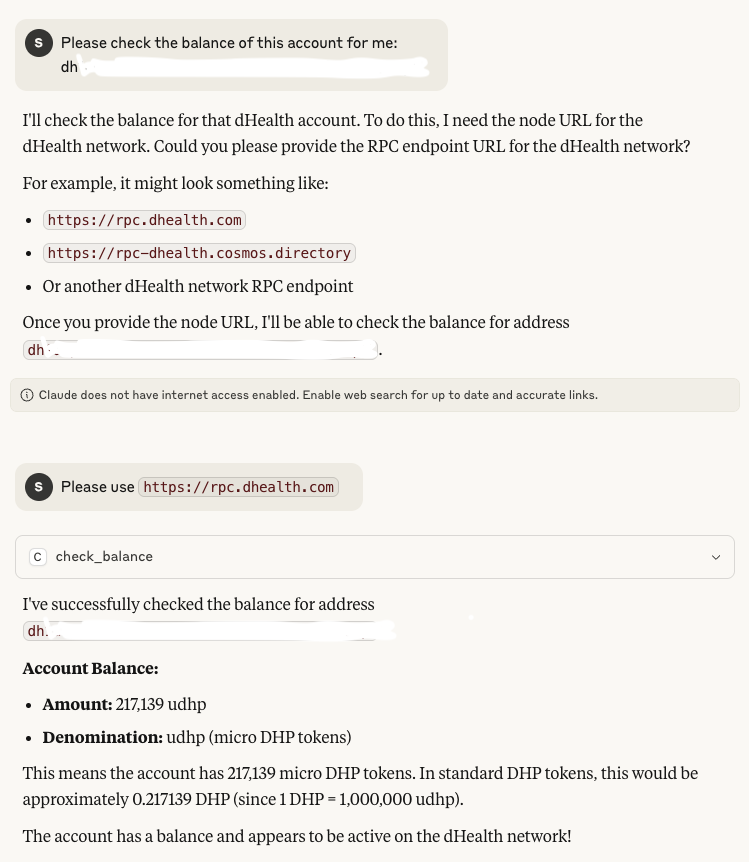 S Please check the balance of this account for me:
dh
I'll check the balance for that dHealth account. To do this, I need the node URL for the
dHealth network. Could you please provide the RPC endpoint URL for the dHealth network?
For example, it might look something like:
• https://rpc.dhealth.com
• https://rpc-dhealth.cosmos.directory
• Or another dHealth network RPC endpoint
Once you provide the node URL, I'll be able to check the balance for address
dh .
Claude does not have internet access enabled. Enable web search for up to date and accurate links.
S Please use https://rpc.dhealth.com
C check_balance
I've successfully checked the balance for address
dh
Account Balance:
• Amount: 217,139 udhp
• Denomination: udhp (micro DHP tokens)
This means the account has 217,139 micro DHP tokens. In standard DHP tokens, this would be
approximately 0.217139 DHP (since 1 DHP = 1,000,000 udhp).
The account has a balance and appears to be active on the dHealth network!